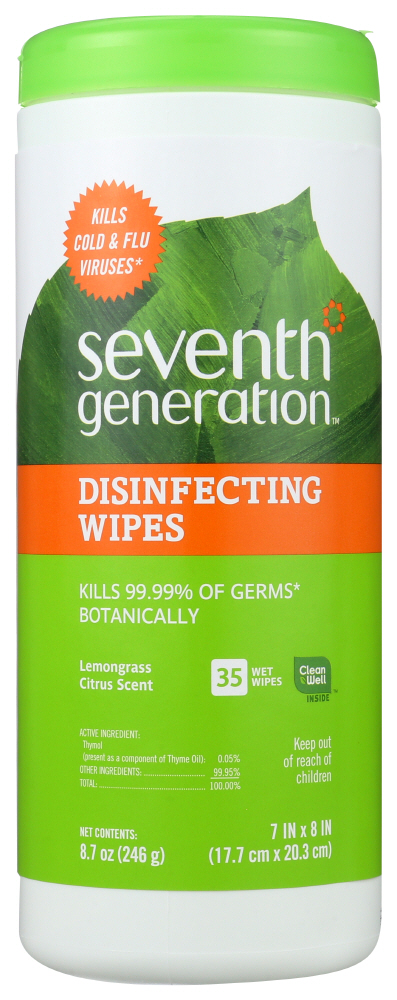 KILLS
COLD & FLU
VIRUSES*
seventh
generation™
DISINFECTING
WIPES
KILLS 99.99% OF GERMS*
BOTANICALLY
Lemongrass
Citrus Scent
35 WET
WIPES
Clean
Well™
INSIDE
ACTIVE INGREDIENT:
Thymol
(present as a component of Thyme Oil): 0.05%
OTHER INGREDIENTS: ........................ 99.95%
TOTAL: ........................................ 100.00%
Keep out
of reach of
children
NET CONTENTS:
8.7 oz (246 g)
7 IN x 8 IN
(17.7 cm x 20.3 cm)